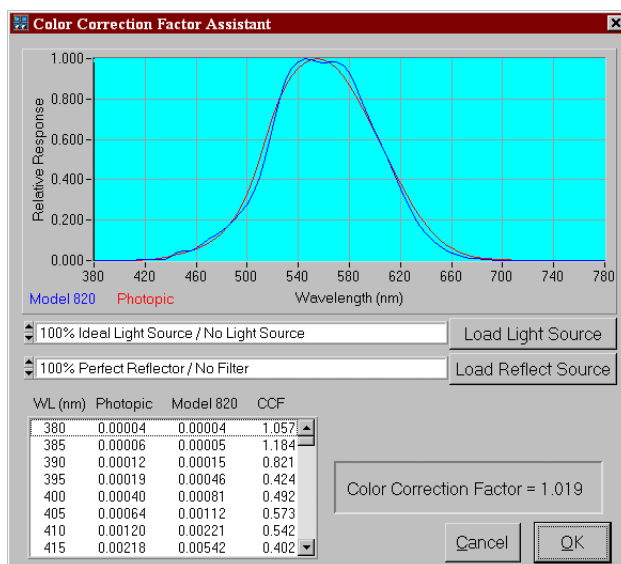 Color Correction Factor Assistant
Relative Response
1.000
0.800
0.600
0.400
0.200
0.000
380 420 460 500 540 580 620 660 700 740 780
Model 820 Photopic Wavelength (nm)
100% Ideal Light Source / No Light Source Load Light Source
100% Perfect Reflector / No Filter Load Reflect Source
WL (nm) Photopic Model 820 CCF
380 0.00004 0.00004 1.057
385 0.00006 0.00005 1.184
390 0.00012 0.00015 0.821
395 0.00019 0.00046 0.424
400 0.00040 0.00081 0.492
405 0.00064 0.00112 0.573
410 0.00120 0.00221 0.542
415 0.00218 0.00542 0.402
Color Correction Factor = 1.019
Cancel OK